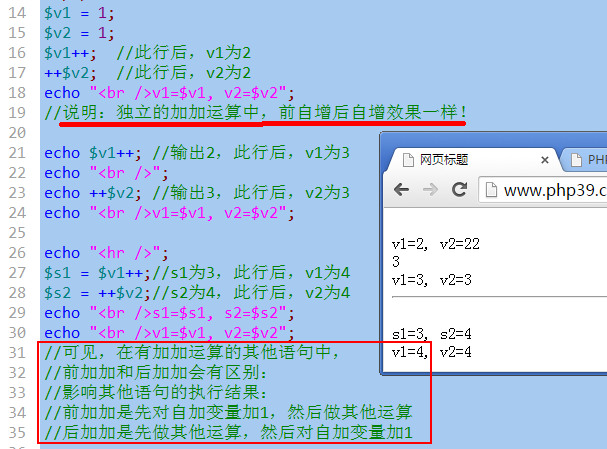 14 $v1 = 1;
15 $v2 = 1;
16 $v1++;  //此行后，v1为2
17 ++$v2;  //此行后，v2为2
18 echo "<br />v1=$v1, v2=$v2";
19 //说明：独立的加加运算中，前自增后自增效果一样！
20
21 echo $v1++; //输出2，此行后，v1为3
22 echo "<br />";
23 echo ++$v2; //输出3，此行后，v2为3
24 echo "<br />v1=$v1, v2=$v2";
25
26 echo "<hr />";
27 $s1 = $v1++;//s1为3，此行后，v1为4
28 $s2 = ++$v2;//s2为4，此行后，v2为4
29 echo "<br />s1=$s1, s2=$s2";
30 echo "<br />v1=$v1, v2=$v2";
31 //可见，在有加加运算的其他语句中，
32 //前加加和后加加会有区别：
33 //影响其他语句的执行结果：
34 //前加加是先对自加变量加1，然后做其他运算
35 //后加加是先做其他运算，然后对自加变量加1
网页标题
PH
www.php39.c
v1=2, v2=22
3
v1=3, v2=3
s1=3, s2=4
v1=4, v2=4